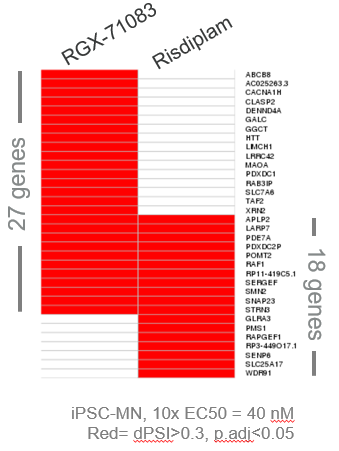 RGX-71083
Risdiplam
27 genes
ABCB8
AC025263.3
CACNA1H
CLASP2
DENND4A
GALC
GGCT
HTT
LIMCH1
LRRC42
MAOA
PDXDC1
RAB3IP
SLC7A6
TAF2
XRN2
APLP2
LARP7
PDE7A
PDXDC2P
POMT2
RAF1
RP11-419C5.1
SERGEF
SMN2
SNAP23
STRN3
GLRA3
PMS1
RAPGEF1
RP3-449O17.1
SENP6
SLC25A17
WDR91
18 genes
iPSC-MN, 10x EC50 = 40 nM
Red= dPSI>0.3, p.adj<0.05